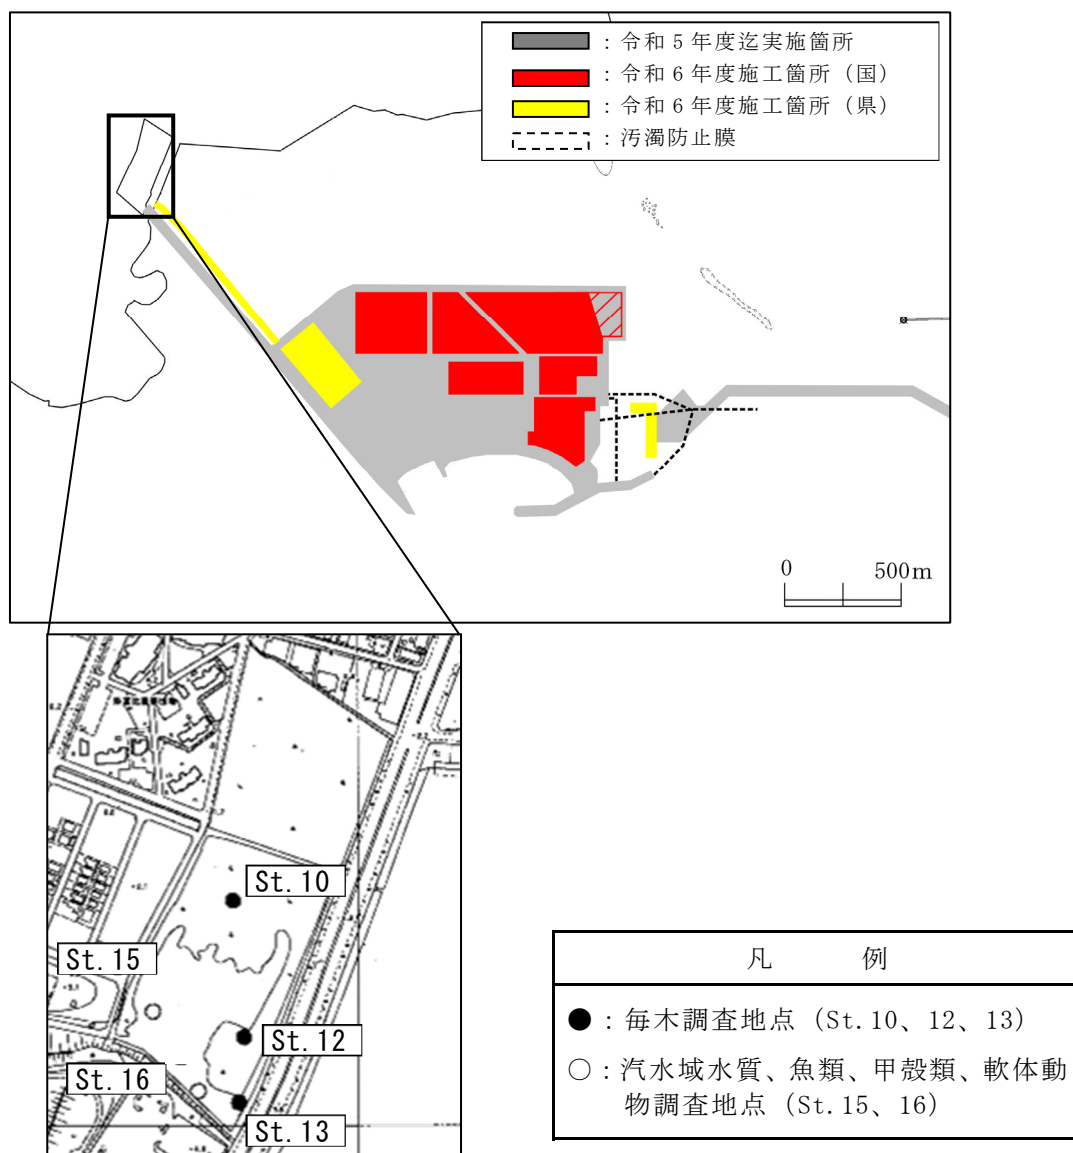 ：令和５年度迄実施箇所
：令和６年度施工箇所（国）
：令和６年度施工箇所（県）
：汚濁防止膜
0 500m
St.10
St.15
St.12
St.16
St.13
凡 例
●：毎木調査地点（St.10、12、13）
○：汽水域水質、魚類、甲殻類、軟体動
物調査地点（St.15、16）